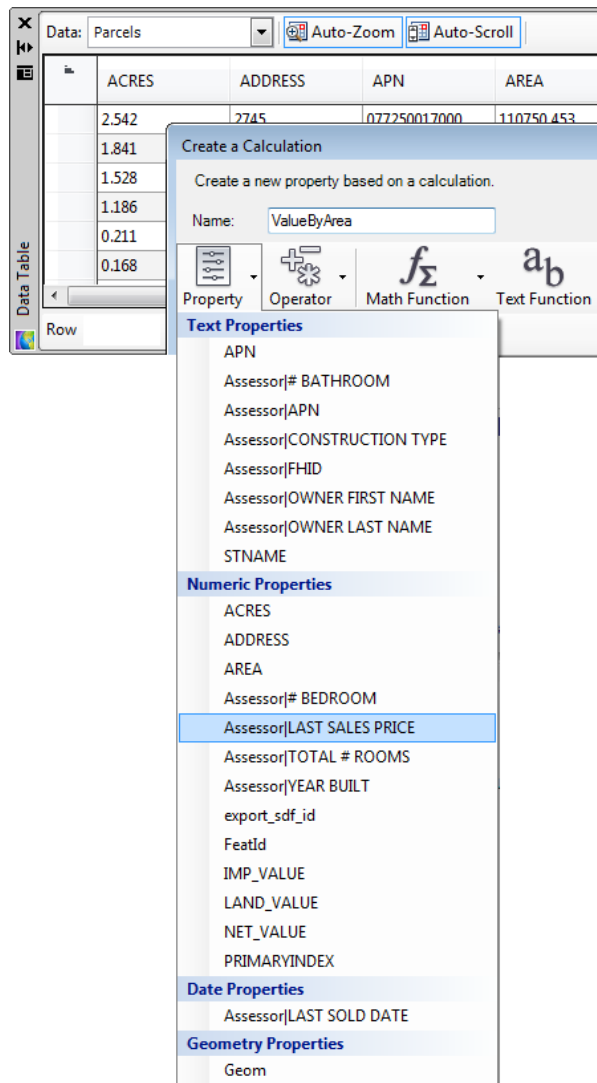 Data: Parcels Auto-Zoom Auto-Scroll
ACRES ADDRESS APN AREA
2.542 2745 077250017000 110750.453
1.841
1.528
1.186
0.211
0.168
Data Table
Row
Create a Calculation
Create a new property based on a calculation.
Name: ValueByArea
Property Operator Math Function Text Function
Text Properties
APN
Assessor|# BATHROOM
Assessor|APN
Assessor|CONSTRUCTION TYPE
Assessor|FHID
Assessor|OWNER FIRST NAME
Assessor|OWNER LAST NAME
STNAME
Numeric Properties
ACRES
ADDRESS
AREA
Assessor|# BEDROOM
Assessor|LAST SALES PRICE
Assessor|TOTAL # ROOMS
Assessor|YEAR BUILT
export_sdf_id
FeatId
IMP_VALUE
LAND_VALUE
NET_VALUE
PRIMARYINDEX
Date Properties
Assessor|LAST SOLD DATE
Geometry Properties
Geom